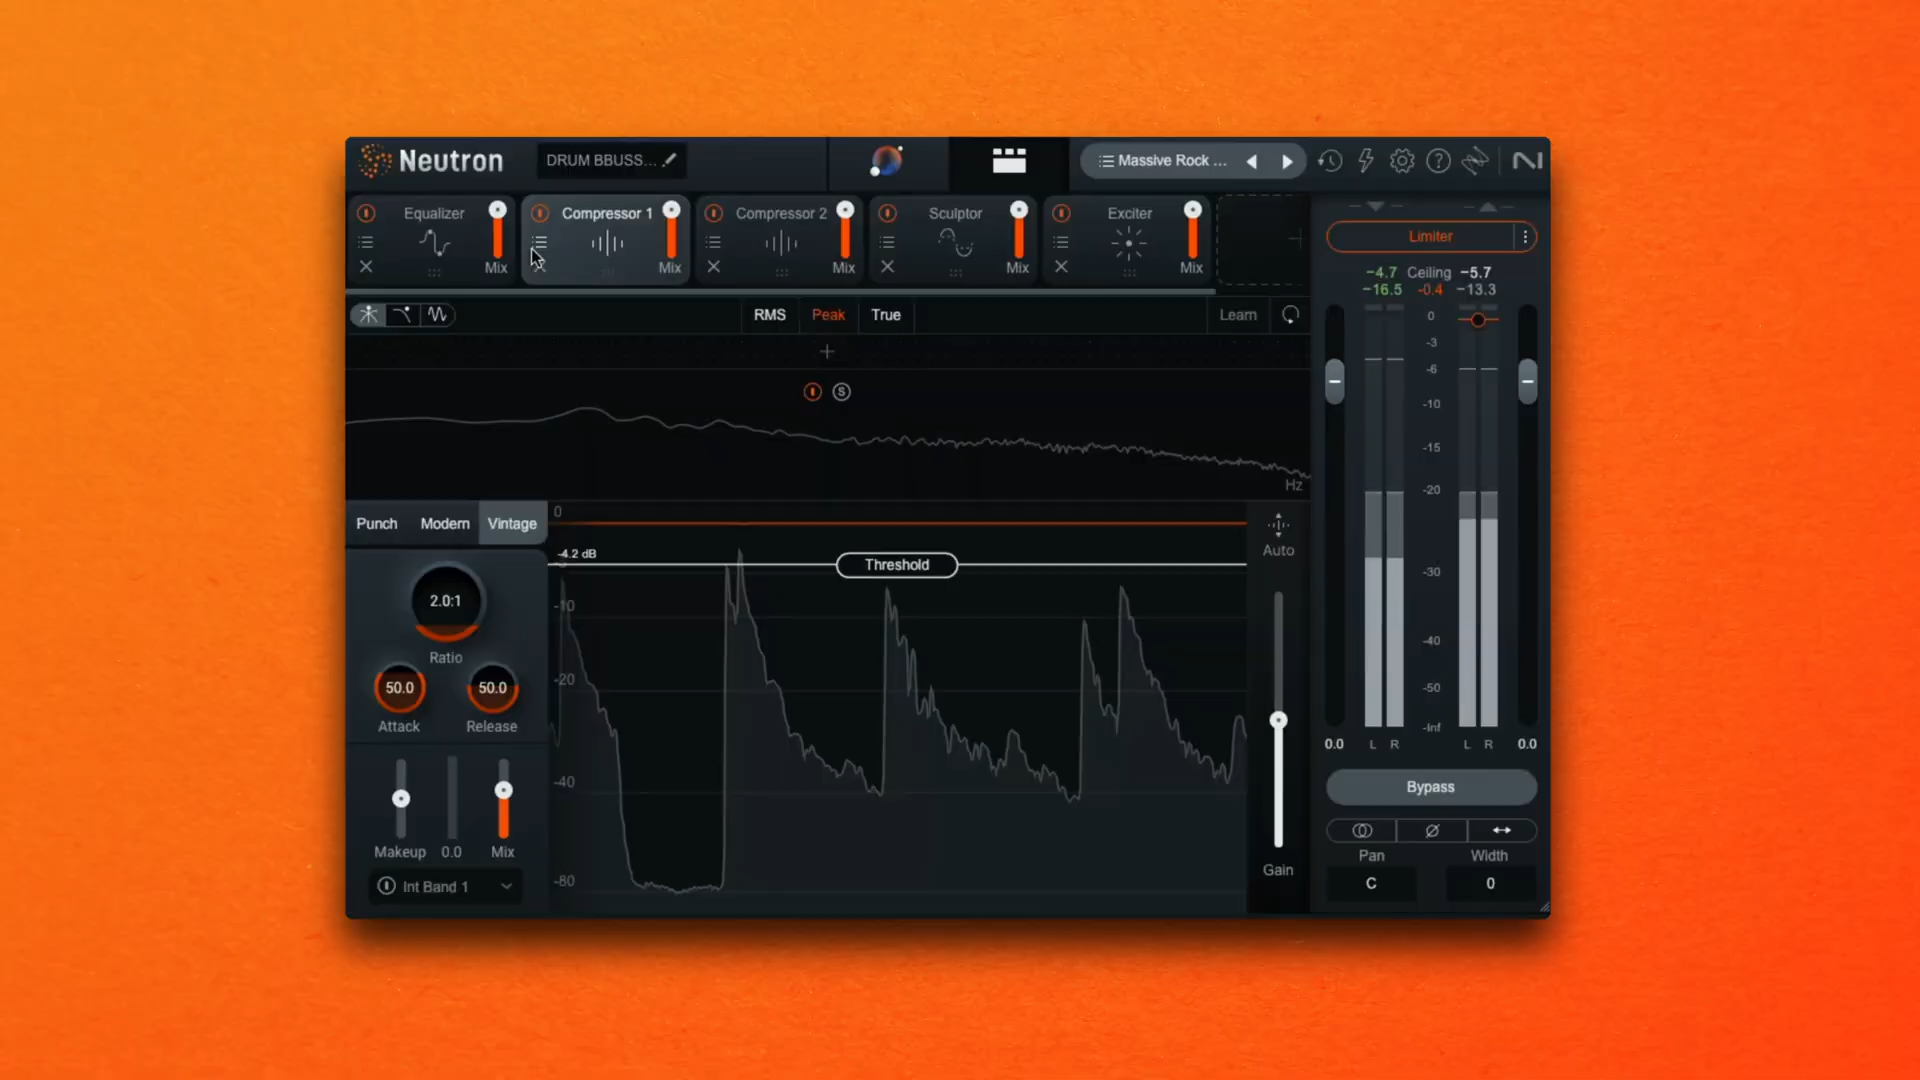 Neutron
DRUM BBUSS...
Massive Rock ...
Equalizer
Mix
Compressor 1
Mix
Compressor 2
Mix
Sculptor
Mix
Exciter
Mix
RMS
Peak
True
Learn
S
Hz
Punch
Modern
Vintage
2.0:1
Ratio
50.0
Attack
50.0
Release
Makeup
0.0
Mix
Int Band 1
0
-4.2 dB
Threshold
-10
-20
-40
-80
Auto
Gain
Limiter
-4.7 Ceiling -5.7
-16.5 -0.4 -13.3
0
-3
-6
-10
-15
-20
-30
-40
-50
-Inf
0.0 L R L R 0.0
Bypass
Pan
Width
C
0